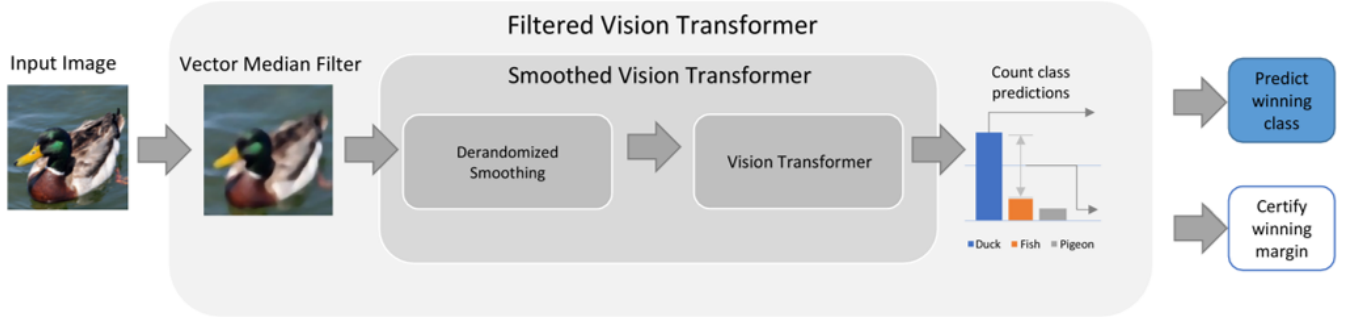 Filtered Vision Transformer
Input Image
Vector Median Filter
Smoothed Vision Transformer
Derandomized
Smoothing
Vision Transformer
Count class
predictions
Duck Fish Pigeon
Predict
winning
class
Certify
winning
margin